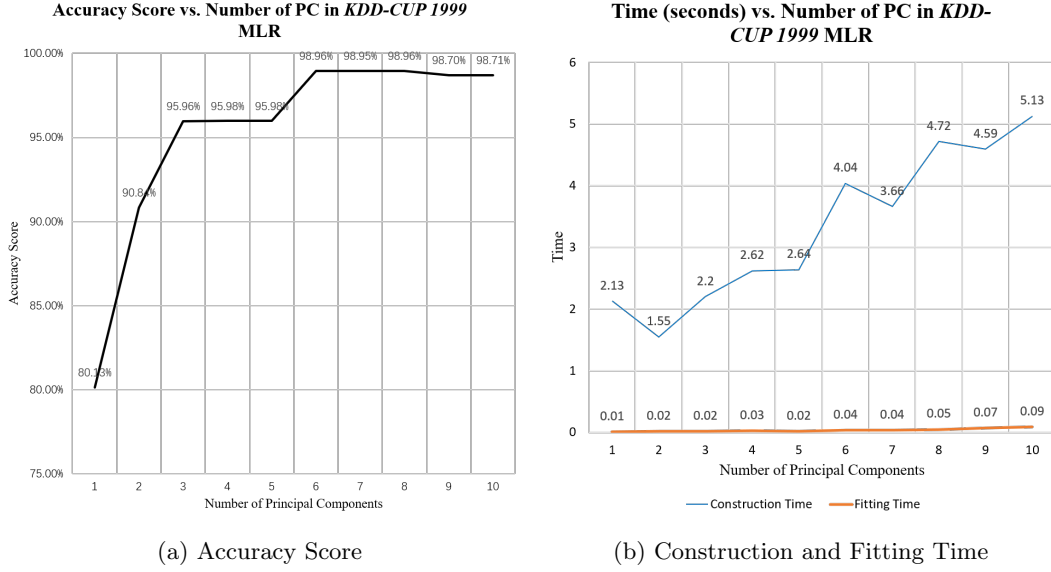 Accuracy Score vs. Number of PC in KDD-CUP 1999
MLR
100.00%
95.00%
90.00%
85.00%
80.00%
75.00%
Accuracy Score
80.13%
90.84%
95.96%
95.98%
95.98%
98.96%
98.95%
98.96%
98.70%
98.71%
1 2 3 4 5 6 7 8 9 10
Number of Principal Components
(a) Accuracy Score
Time (seconds) vs. Number of PC in KDD-
CUP 1999 MLR
6
5
4
3
2
1
0
Time
2.13
1.55
2.2
2.62
2.64
4.04
3.66
4.72
4.59
5.13
0.01 0.02 0.02 0.03 0.02 0.04 0.04 0.05 0.07 0.09
1 2 3 4 5 6 7 8 9 10
Number of Principal Components
Construction Time Fitting Time
(b) Construction and Fitting Time